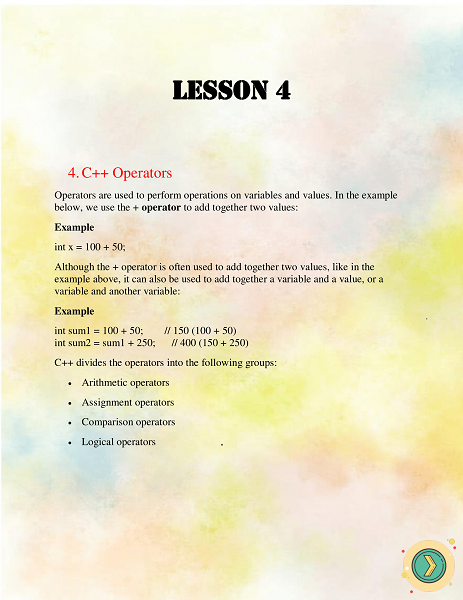 LESSON 4
4. C++ Operators
Operators are used to perform operations on variables and values. In the example
below, we use the + operator to add together two values:
Example
int x = 100 + 50;
Although the + operator is often used to add together two values, like in the
example above, it can also be used to add together a variable and a value, or a
variable and another variable:
Example
int sum1 = 100 + 50; // 150 (100 + 50)
int sum2 = sum1 + 250; // 400 (150 + 250)
C++ divides the operators into the following groups:
• Arithmetic operators
• Assignment operators
• Comparison operators
• Logical operators